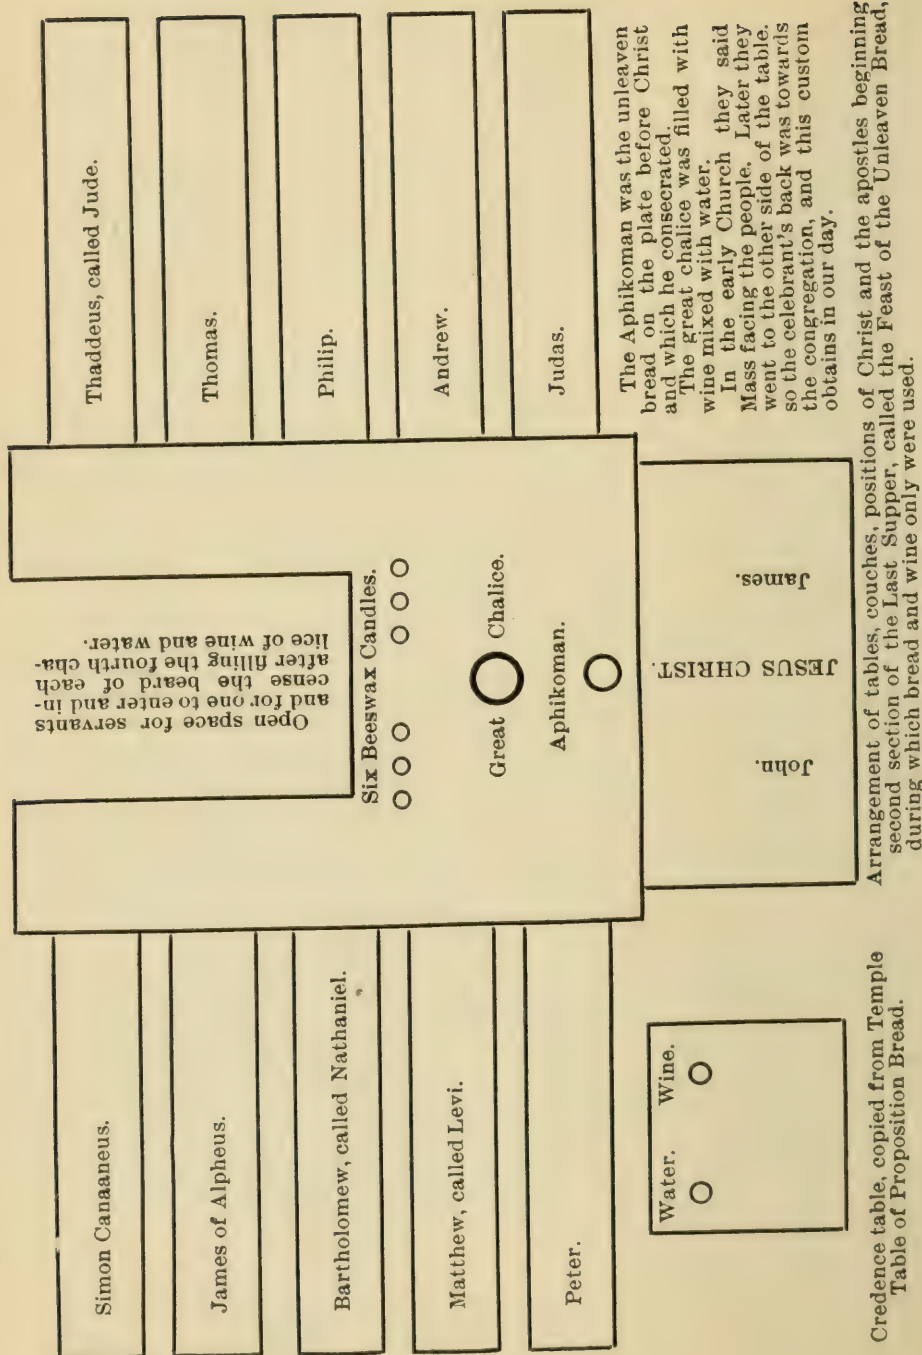 Simon Canaaneus.
James of Alpheus.
Bartholomew, called Nathaniel.
Matthew, called Levi.
Peter.
Open space for servants
and for one to enter and in-
cense the beard of each
after filling the fourth cha-
lice of wine and water.
Six Beeswax Candles.
Great Chalice.
Aphikoman.
Thaddeus, called Jude.
Thomas.
Philip.
Andrew.
Judas.
John.
JESUS CHRIST.
James.
Water. Wine.
Credence table, copied from Temple
Table of Proposition Bread.
The Aphikoman was the unleaven
bread on the plate before Christ
and which he consecrated.
The great chalice was filled with
wine mixed with water.
In the early Church they said
Mass facing the people. Later they
went to the other side of the table.
so the celebrant's back was towards
the congregation, and this custom
obtains in our day.
Arrangement of tables, couches, positions of Christ and the apostles beginning
second section of the Last Supper, called the Feast of the Unleaven Bread,
during which bread and wine only were used.